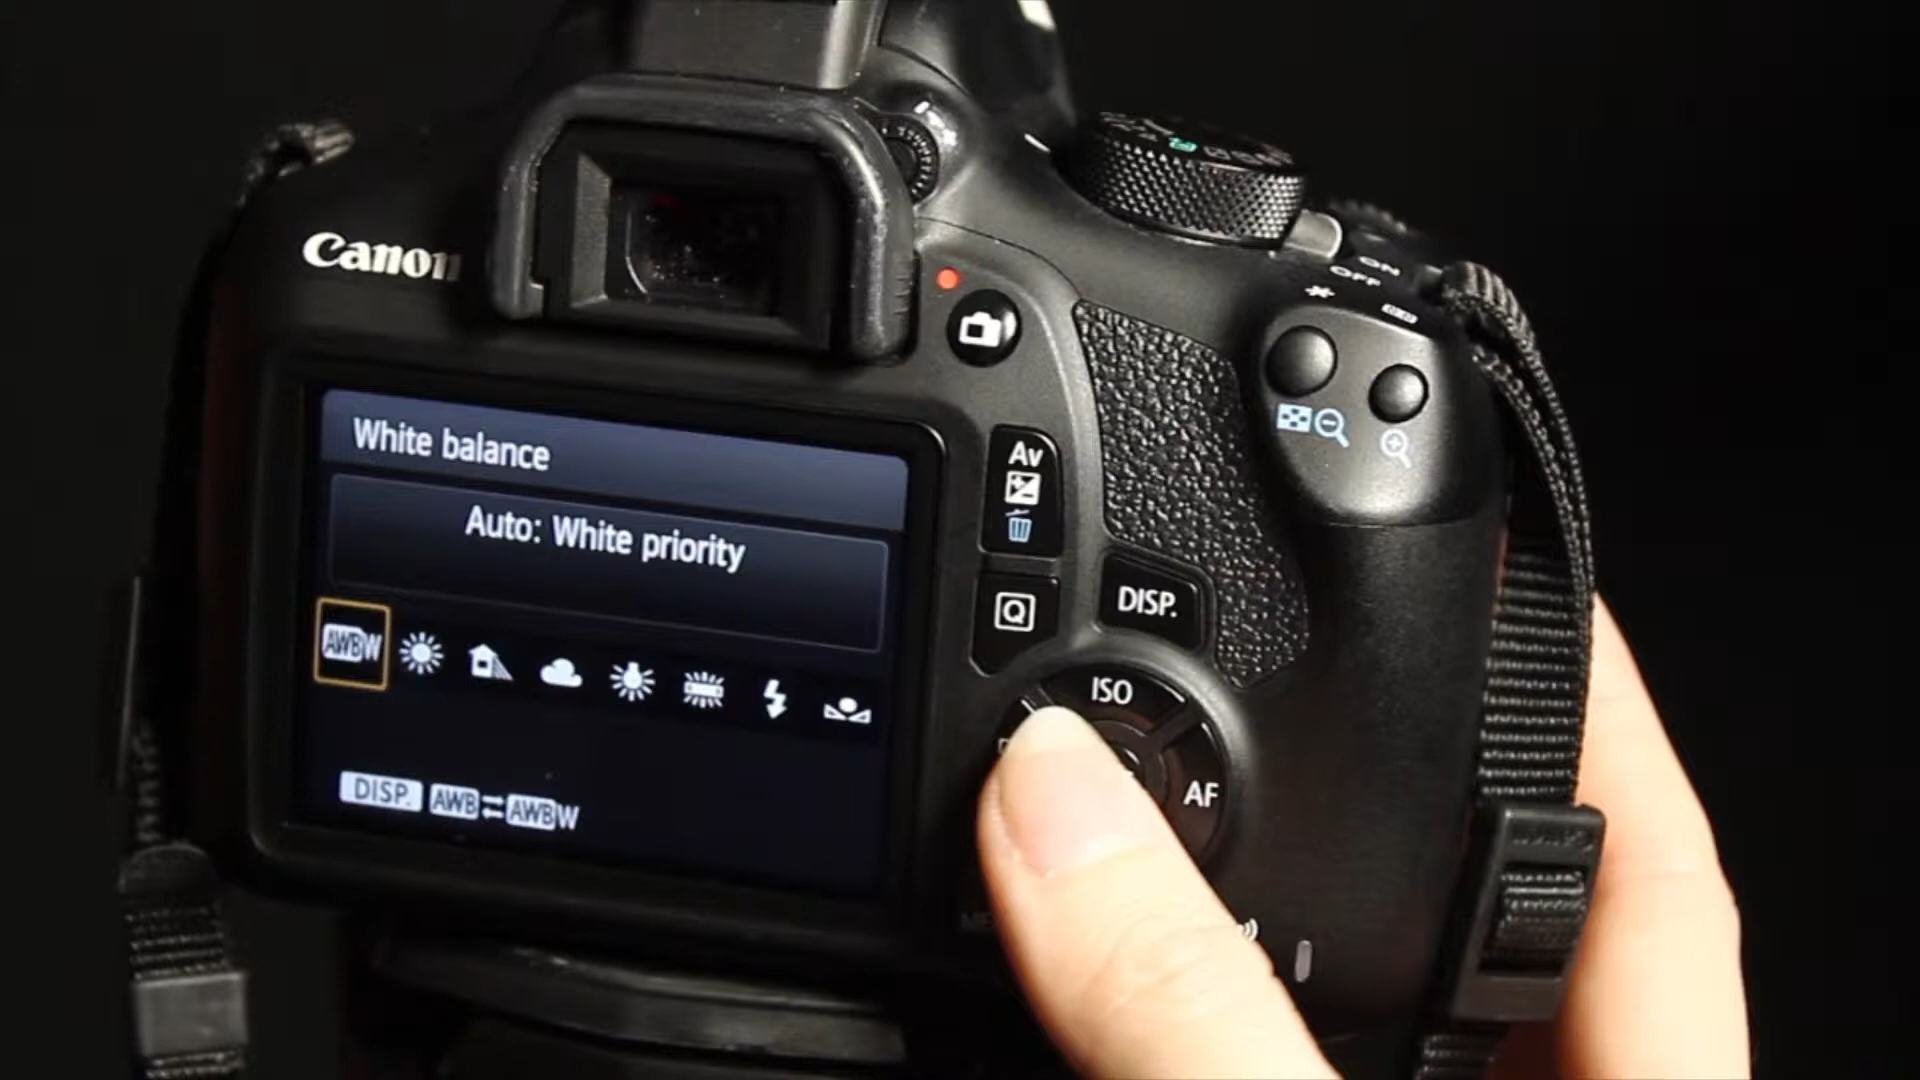 Canon
ON
OFF
White balance
Auto: White priority
AWBW
DISP. AWB⇌AWBW
Av
Q
DISP.
ISO
AF